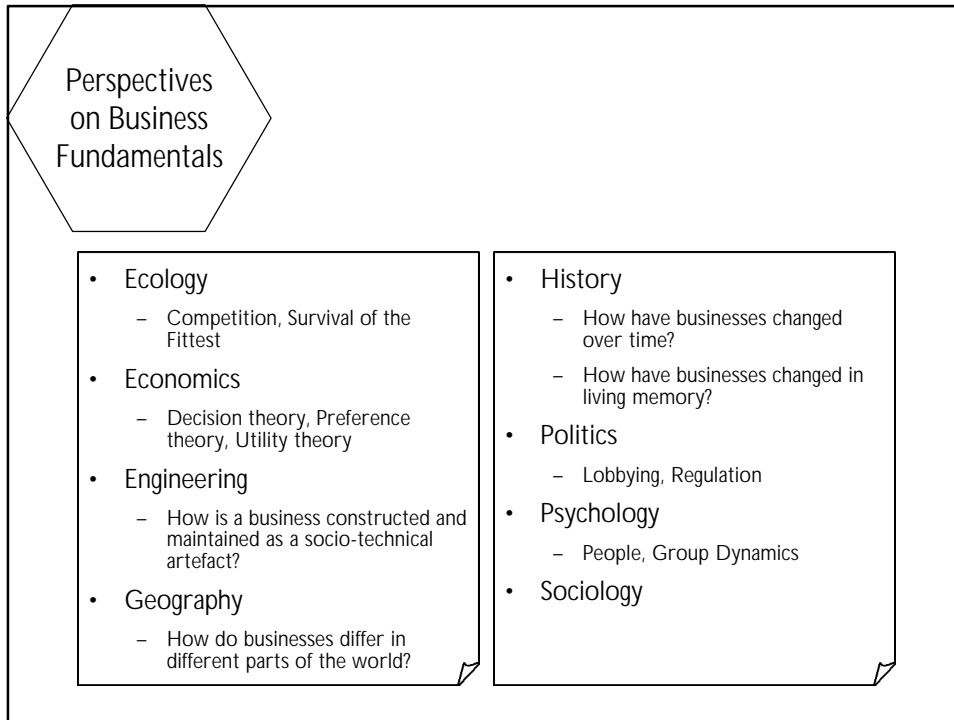 Perspectives
on Business
Fundamentals
• Ecology
– Competition, Survival of the
Fittest
• Economics
– Decision theory, Preference
theory, Utility theory
• Engineering
– How is a business constructed and
maintained as a socio-technical
artefact?
• Geography
– How do businesses differ in
different parts of the world?
• History
– How have businesses changed
over time?
– How have businesses changed in
living memory?
• Politics
– Lobbying, Regulation
• Psychology
– People, Group Dynamics
• Sociology